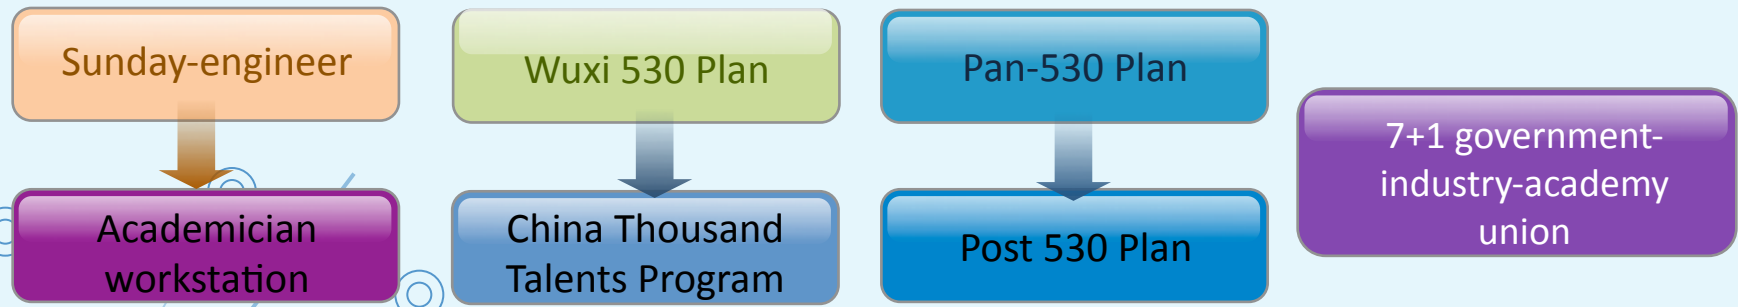 Sunday-engineer
Academician
workstation
Wuxi 530 Plan
China Thousand
Talents Program
Pan-530 Plan
Post 530 Plan
7+1 government-
industry-academy
union